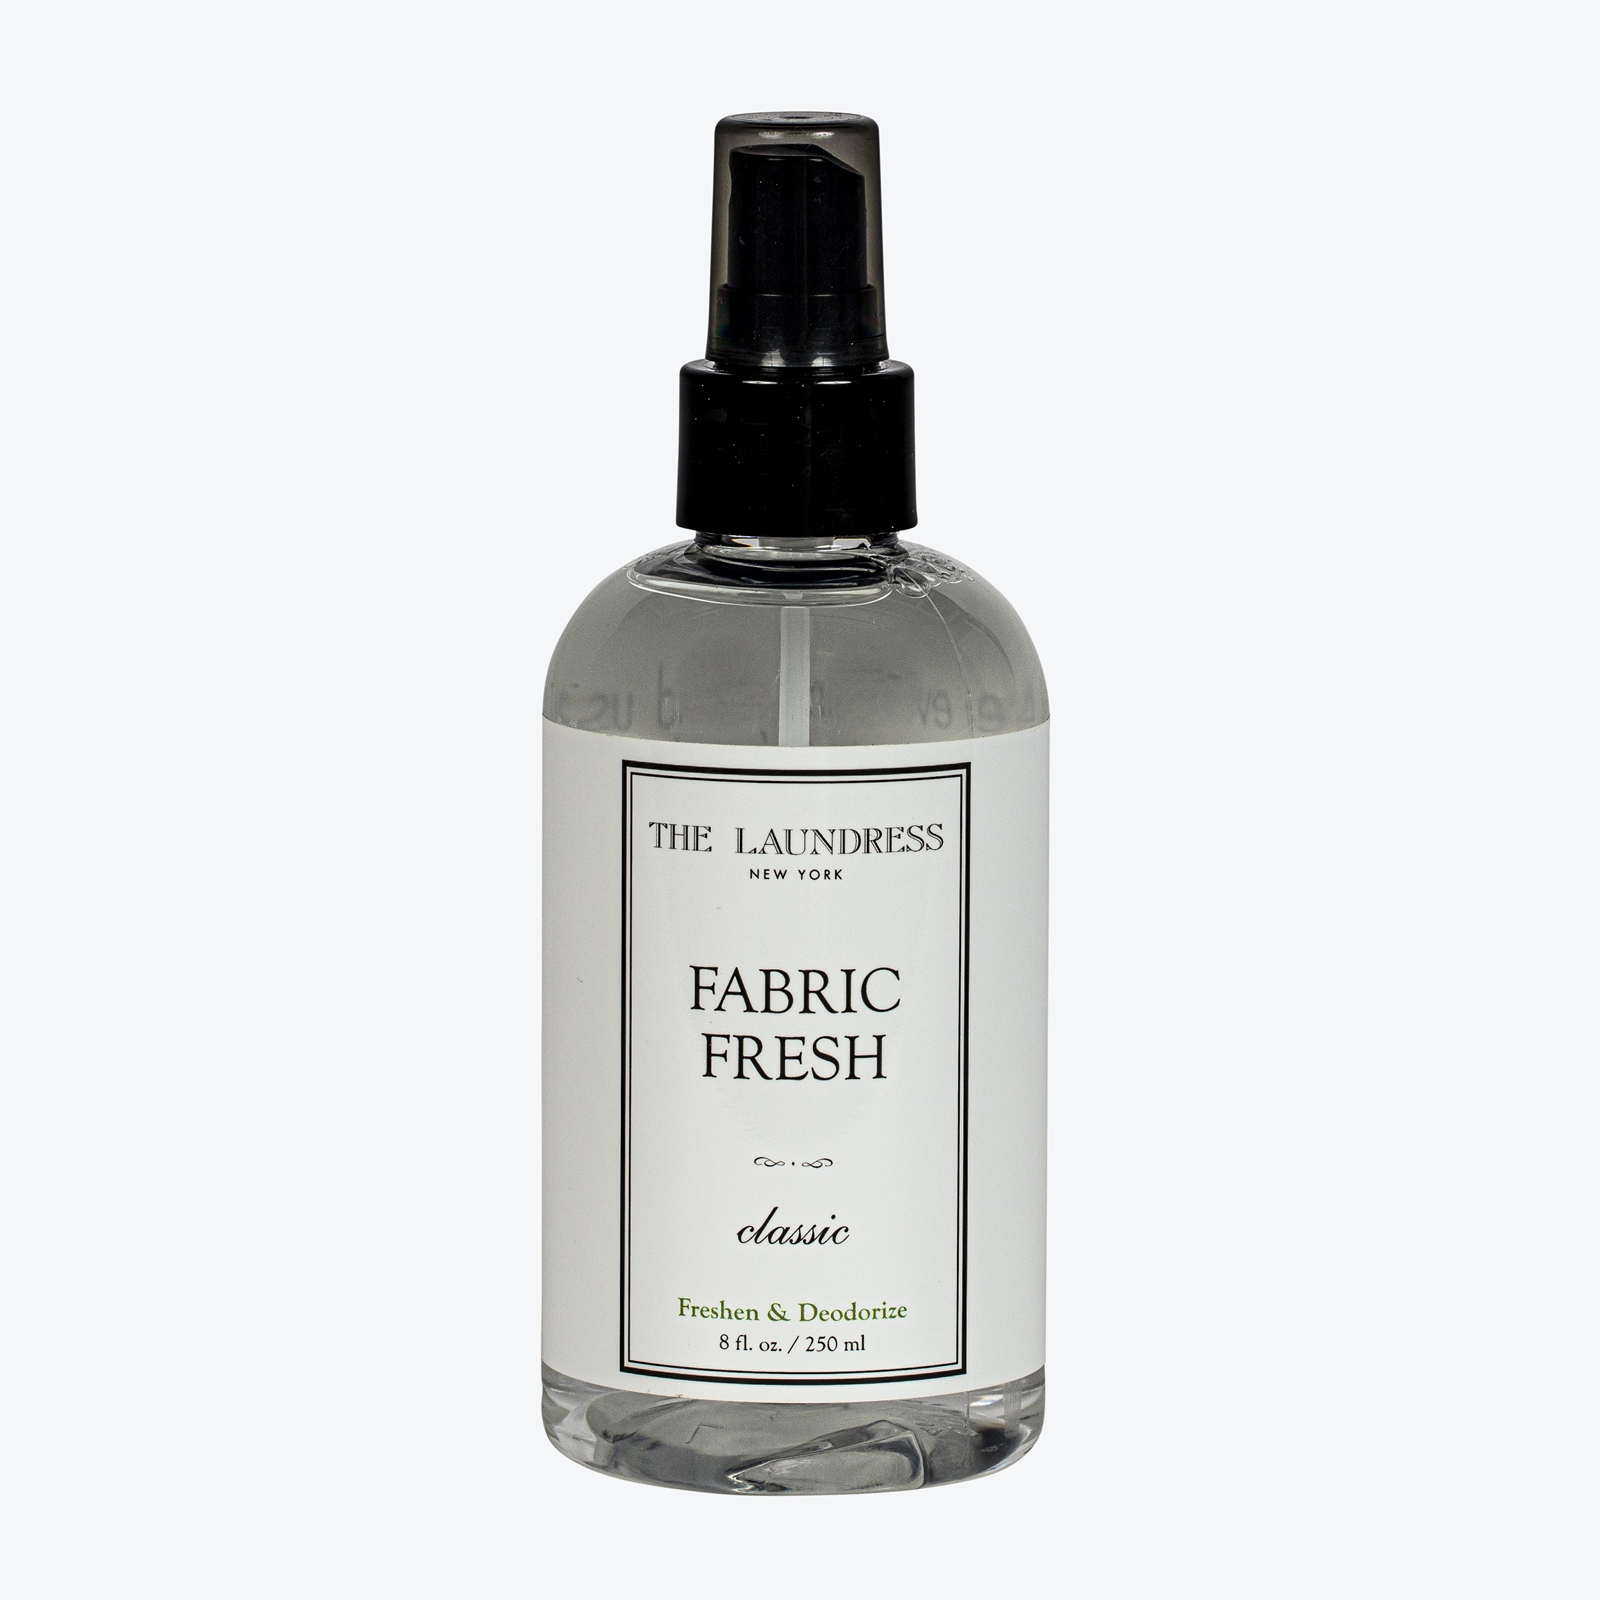 THE LAUNDRESS
NEW YORK
FABRIC
FRESH
classic
Freshen & Deodorize
8 fl. oz. / 250 ml